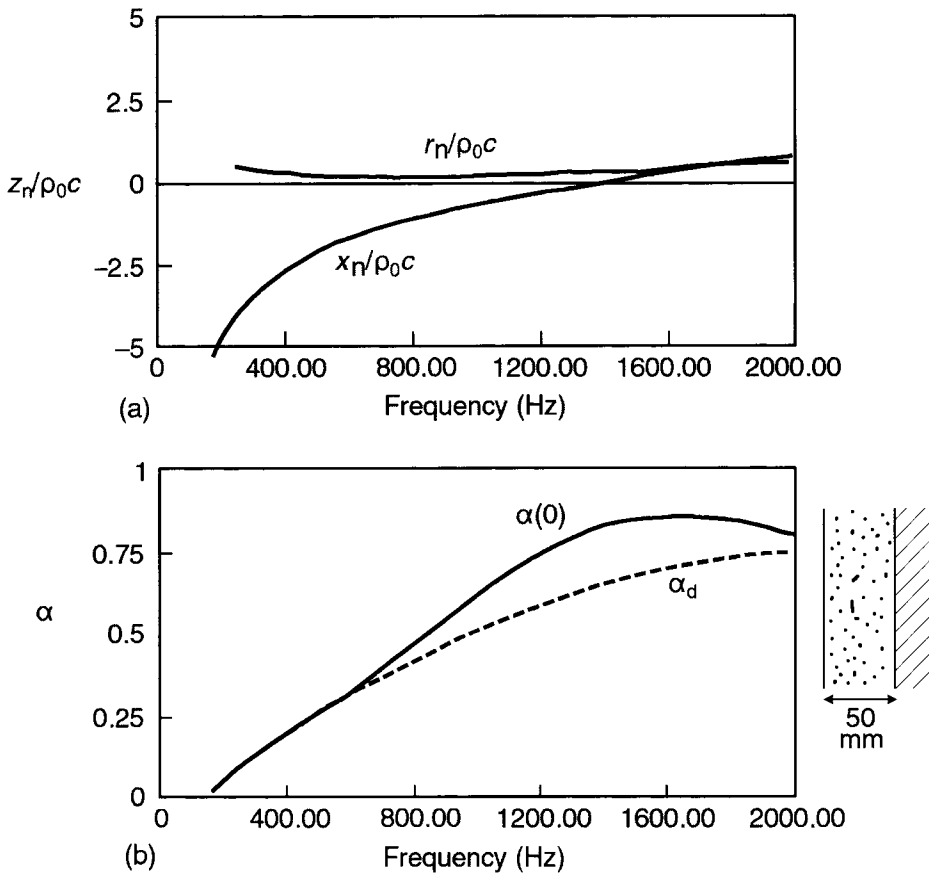 5
2.5
rₙ/ρ₀c
zₙ/ρ₀c
0
xₙ/ρ₀c
−2.5
−5
0 400.00 800.00 1200.00 1600.00 2000.00
Frequency (Hz)
(a)
1
α(0)
0.75
α_d
α
0.5
0.25
50
mm
0
0 400.00 800.00 1200.00 1600.00 2000.00
Frequency (Hz)
(b)